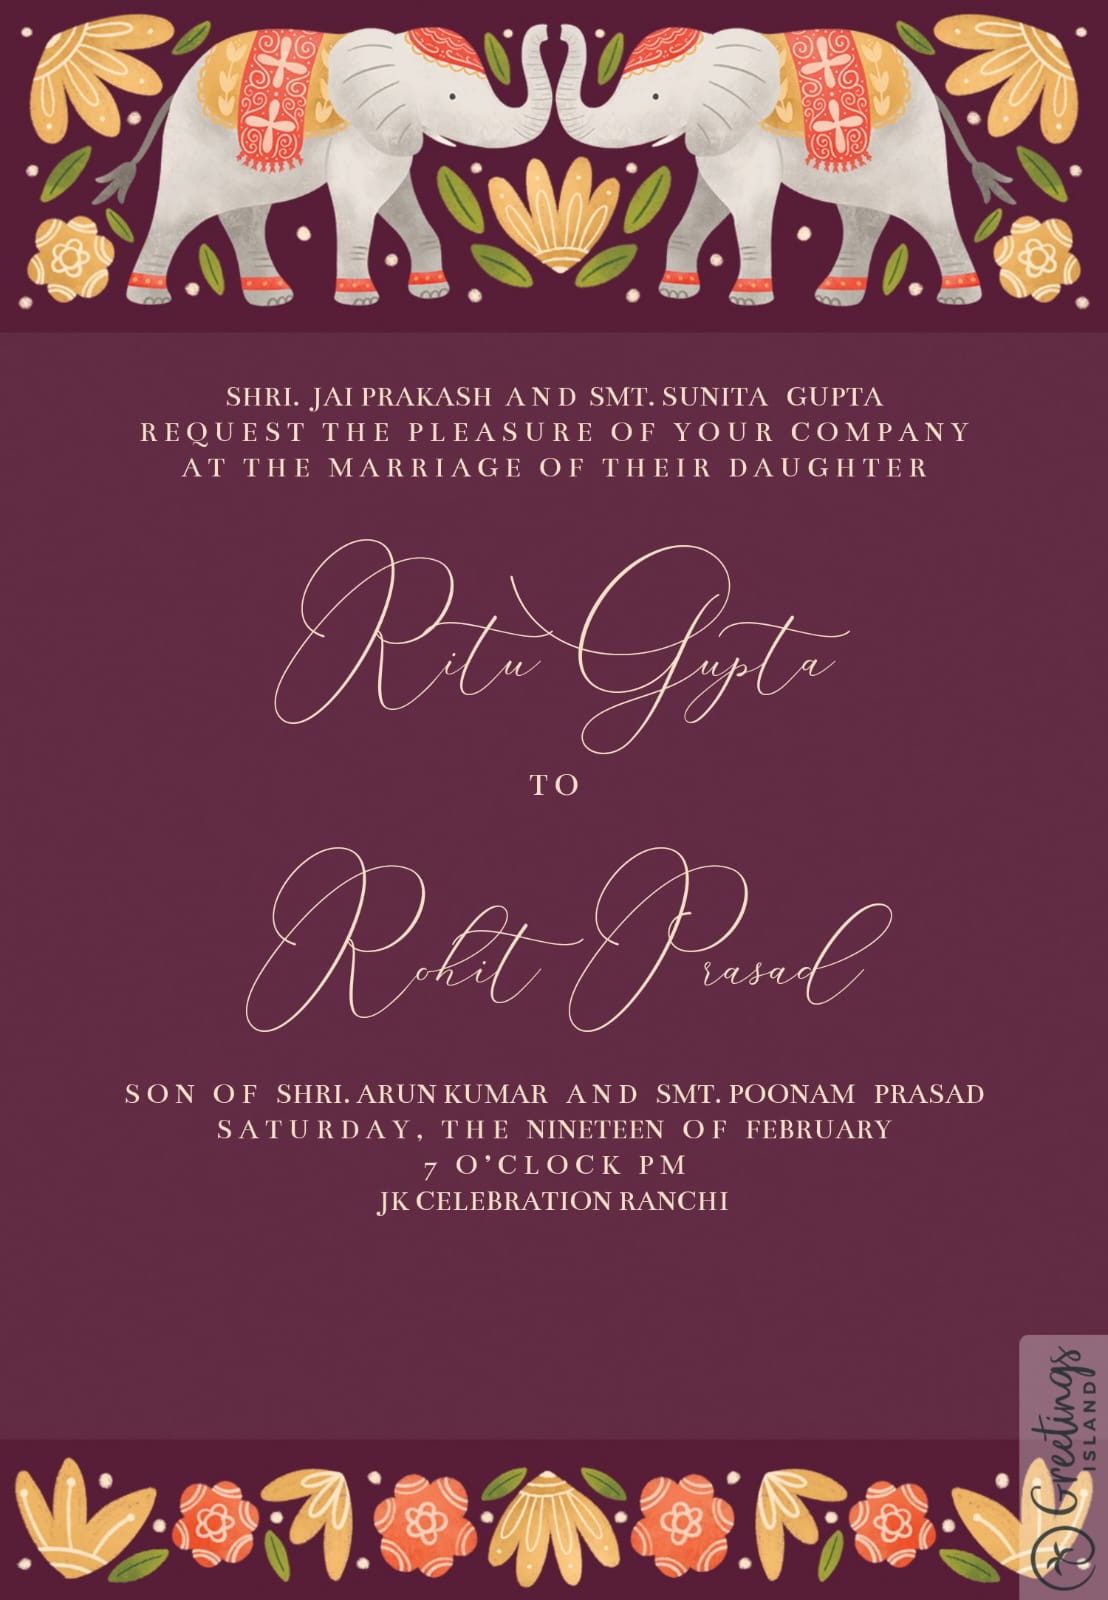 SHRI. JAI PRAKASH AND SMT. SUNITA GUPTA
REQUEST THE PLEASURE OF YOUR COMPANY
AT THE MARRIAGE OF THEIR DAUGHTER
Ritu Gupta
TO
Rohit Prasad
SON OF SHRI. ARUN KUMAR AND SMT. POONAM PRASAD
SATURDAY, THE NINETEEN OF FEBRUARY
7 O'CLOCK PM
JK CELEBRATION RANCHI
Greetings
ISLAND